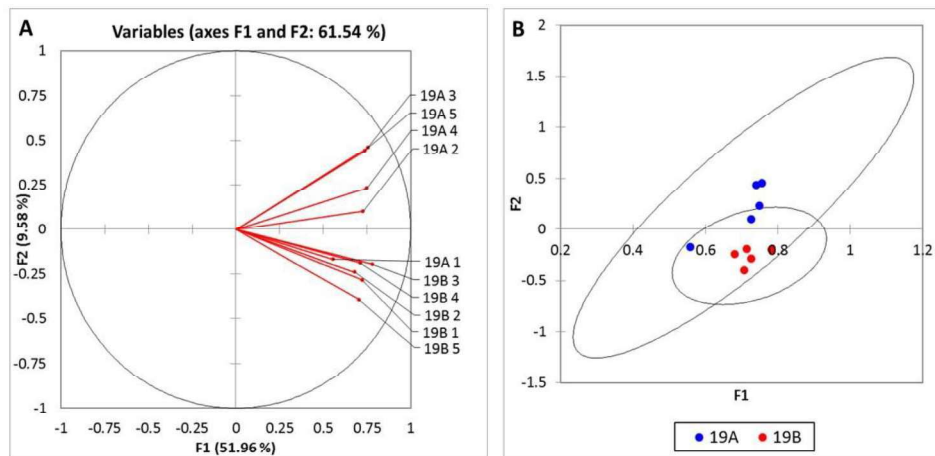 A
Variables (axes F1 and F2: 61.54 %)
1
0.75
0.5
0.25
0
-0.25
-0.5
-0.75
-1
F2 (9.58 %)
19A 3
19A 5
19A 4
19A 2
19A 1
19B 3
19B 4
19B 2
19B 1
19B 5
-1 -0.75 -0.5 -0.25 0 0.25 0.5 0.75 1
F1 (51.96 %)
B
2
1.5
1
0.5
0
-0.5
-1
-1.5
F2
0.2 0.4 0.6 0.8 1 1.2
F1
19A 19B